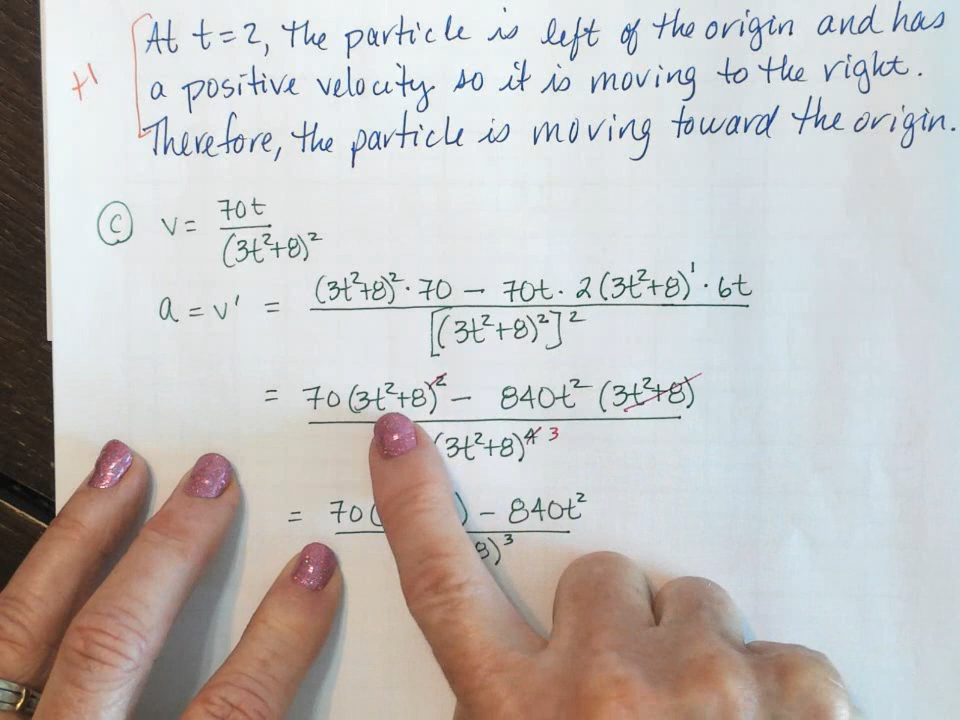 At t=2, the particle is left of the origin and has
+1 a positive velocity so it is moving to the right.
Therefore, the particle is moving toward the origin.
(c) v = 70t / (3t²+8)²
a = v' = (3t²+8)²·70 − 70t·2(3t²+8)¹·6t / [(3t²+8)²]²
= 70(3t²+8)² − 840t²(3t²+8) / (3t²+8)⁴ 3
= 70( ) − 840t² / 8)³